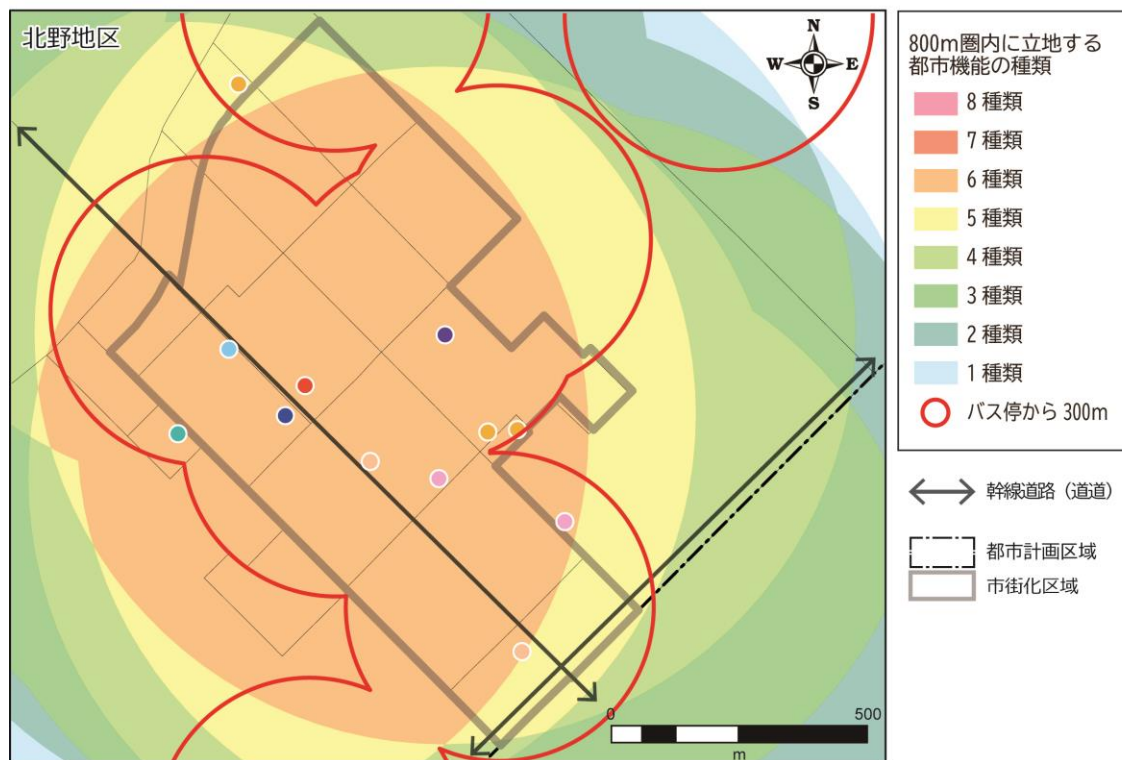 北野地区
N
W E
S
0 500
m
800m圏内に立地する
都市機能の種類
8 種類
7 種類
6 種類
5 種類
4 種類
3 種類
2 種類
1 種類
バス停から 300m
幹線道路（道道）
都市計画区域
市街化区域